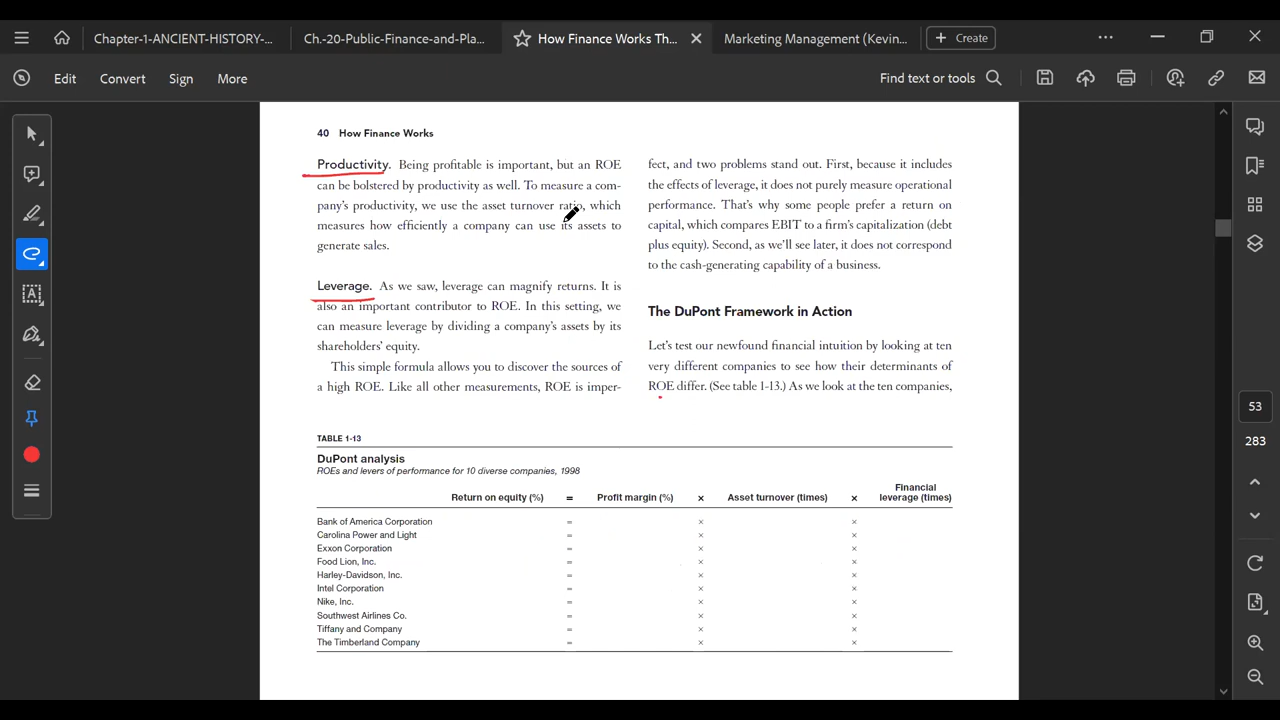 Chapter-1-ANCIENT-HISTORY-...
Ch.-20-Public-Finance-and-Pla...
How Finance Works Th...
Marketing Management (Kevin...
Create
Edit
Convert
Sign
More
Find text or tools
40 How Finance Works
Productivity. Being profitable is important, but an ROE
can be bolstered by productivity as well. To measure a com-
pany's productivity, we use the asset turnover ratio, which
measures how efficiently a company can use its assets to
generate sales.
Leverage. As we saw, leverage can magnify returns. It is
also an important contributor to ROE. In this setting, we
can measure leverage by dividing a company's assets by its
shareholders' equity.
This simple formula allows you to discover the sources of
a high ROE. Like all other measurements, ROE is imper-
fect, and two problems stand out. First, because it includes
the effects of leverage, it does not purely measure operational
performance. That's why some people prefer a return on
capital, which compares EBIT to a firm's capitalization (debt
plus equity). Second, as we'll see later, it does not correspond
to the cash-generating capability of a business.
The DuPont Framework in Action
Let's test our newfound financial intuition by looking at ten
very different companies to see how their determinants of
ROE differ. (See table 1-13.) As we look at the ten companies,
TABLE 1-13
DuPont analysis
ROEs and levers of performance for 10 diverse companies, 1998
Return on equity (%) = Profit margin (%) × Asset turnover (times) × Financial leverage (times)
Bank of America Corporation = × ×
Carolina Power and Light = × ×
Exxon Corporation = × ×
Food Lion, Inc. = × ×
Harley-Davidson, Inc. = × ×
Intel Corporation = × ×
Nike, Inc. = × ×
Southwest Airlines Co. = × ×
Tiffany and Company = × ×
The Timberland Company = × ×
53
283